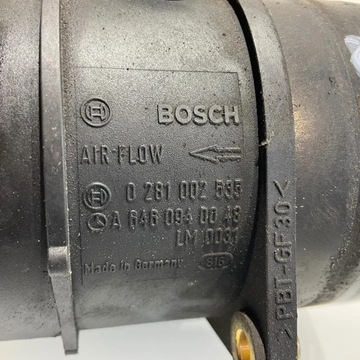 BOSCH
AIR-FLOW
0 281 002 535
A 646 094 00 48
LM 0031
Made in Germany
> PBT-GF30 <